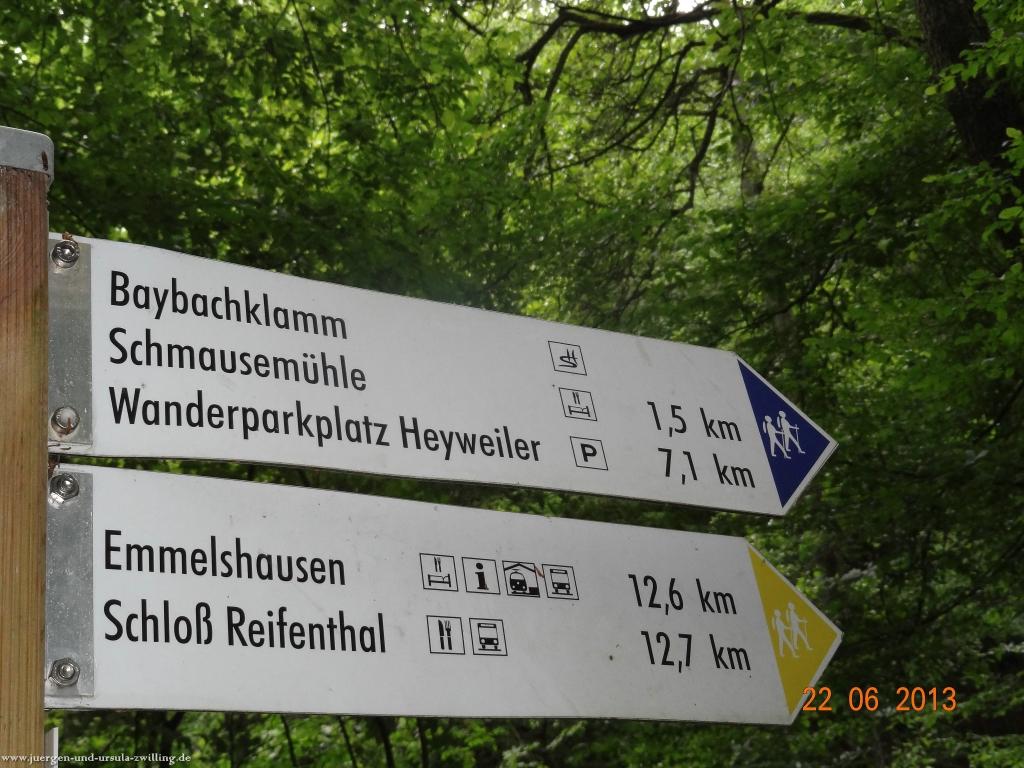 Baybachklamm
Schmausemühle 1,5 km
Wanderparkplatz Heyweiler P 7,1 km
Emmelshausen i 12,6 km
Schloß Reifenthal 12,7 km
22 06 2013
www.juergen-und-ursula-zwilling.de